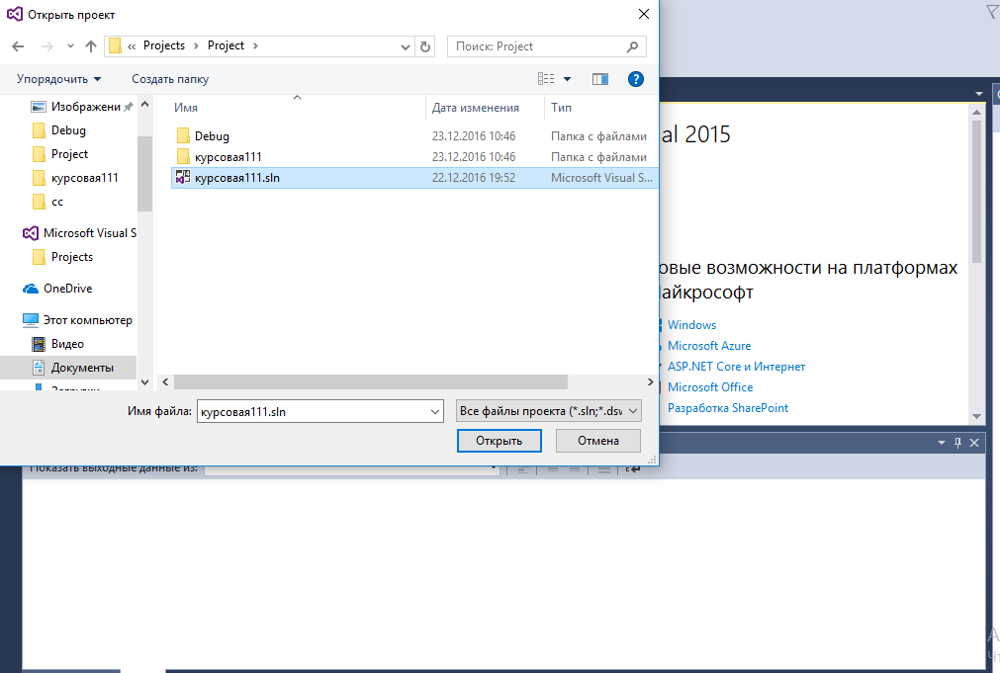 Открыть проект
« Projects › Project ›
Поиск: Project
Упорядочить
Создать папку
Изображени
Debug
Project
курсовая111
cc
Microsoft Visual S
Projects
OneDrive
Этот компьютер
Видео
Документы
Загрузки
Имя Дата изменения Тип
Debug 23.12.2016 10:46 Папка с файлами
курсовая111 23.12.2016 10:46 Папка с файлами
курсовая111.sln 22.12.2016 19:52 Microsoft Visual S...
Имя файла: курсовая111.sln
Все файлы проекта (*.sln;*.dsw
Открыть
Отмена
al 2015
овые возможности на платформах
айкрософт
Windows
Microsoft Azure
ASP.NET Core и Интернет
Microsoft Office
Разработка SharePoint
Показать выходные данные из: